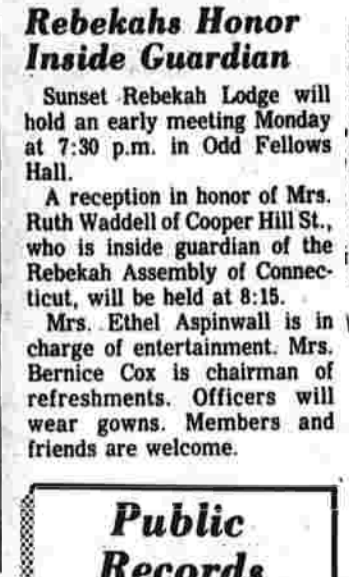 Rebekahs Honor
Inside Guardian
Sunset Rebekah Lodge will
hold an early meeting Monday
at 7:30 p.m. in Odd Fellows
Hall.
A reception in honor of Mrs.
Ruth Waddell of Cooper Hill St.,
who is inside guardian of the
Rebekah Assembly of Connec-
ticut, will be held at 8:15.
Mrs. Ethel Aspinwall is in
charge of entertainment. Mrs.
Bernice Cox is chairman of
refreshments. Officers will
wear gowns. Members and
friends are welcome.
Public
Records